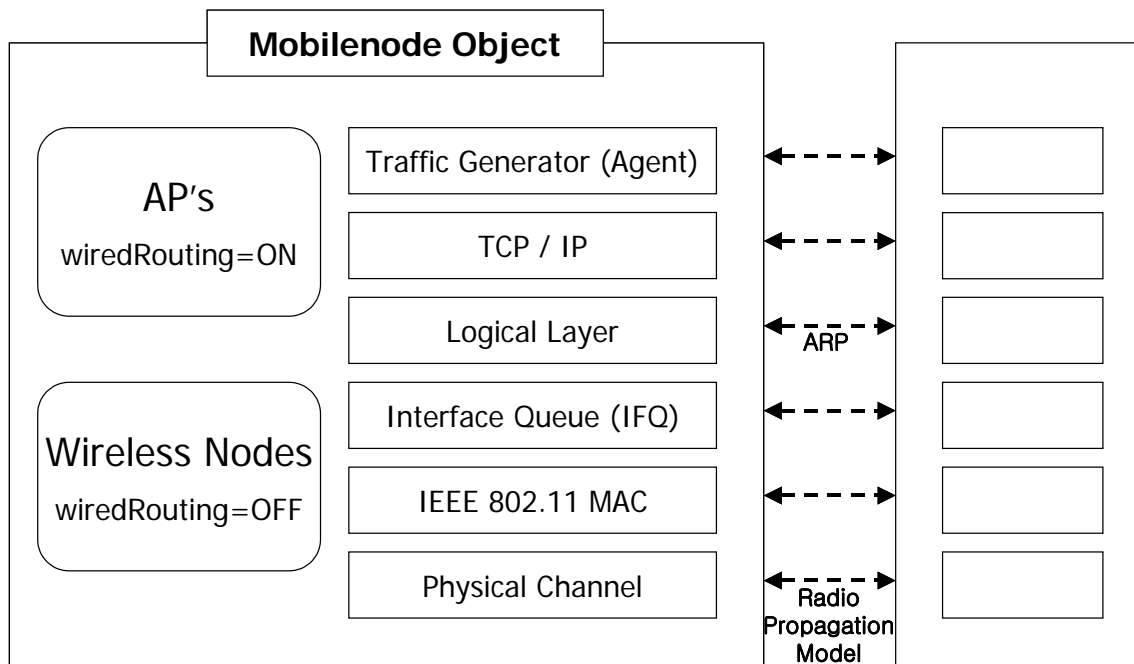 Mobilenode Object
AP's
wiredRouting=ON
Wireless Nodes
wiredRouting=OFF
Traffic Generator (Agent)
TCP / IP
Logical Layer
Interface Queue (IFQ)
IEEE 802.11 MAC
Physical Channel
ARP
Radio
Propagation
Model